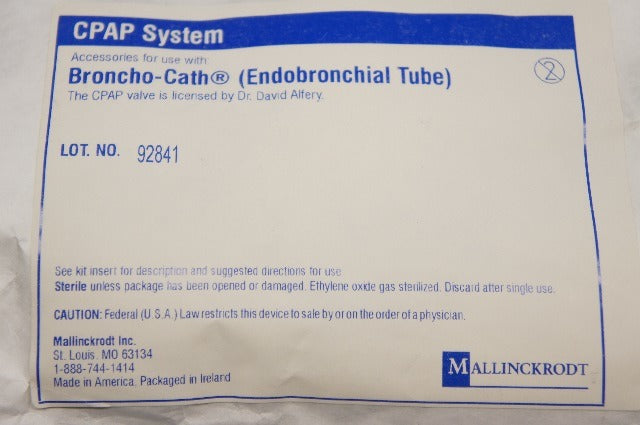 CPAP System
Accessories for use with
Broncho-Cath® (Endobronchial Tube)
The CPAP valve is licensed by Dr. David Alfery.
2
LOT. NO. 92841
See kit insert for description and suggested directions for use
Sterile unless package has been opened or damaged. Ethylene oxide gas sterilized. Discard after single use.
CAUTION: Federal (U.S.A.) Law restricts this device to sale by or on the order of a physician.
Mallinckrodt Inc.
St. Louis, MO 63134
1-888-744-1414
Made in America, Packaged in Ireland
MALLINCKRODT